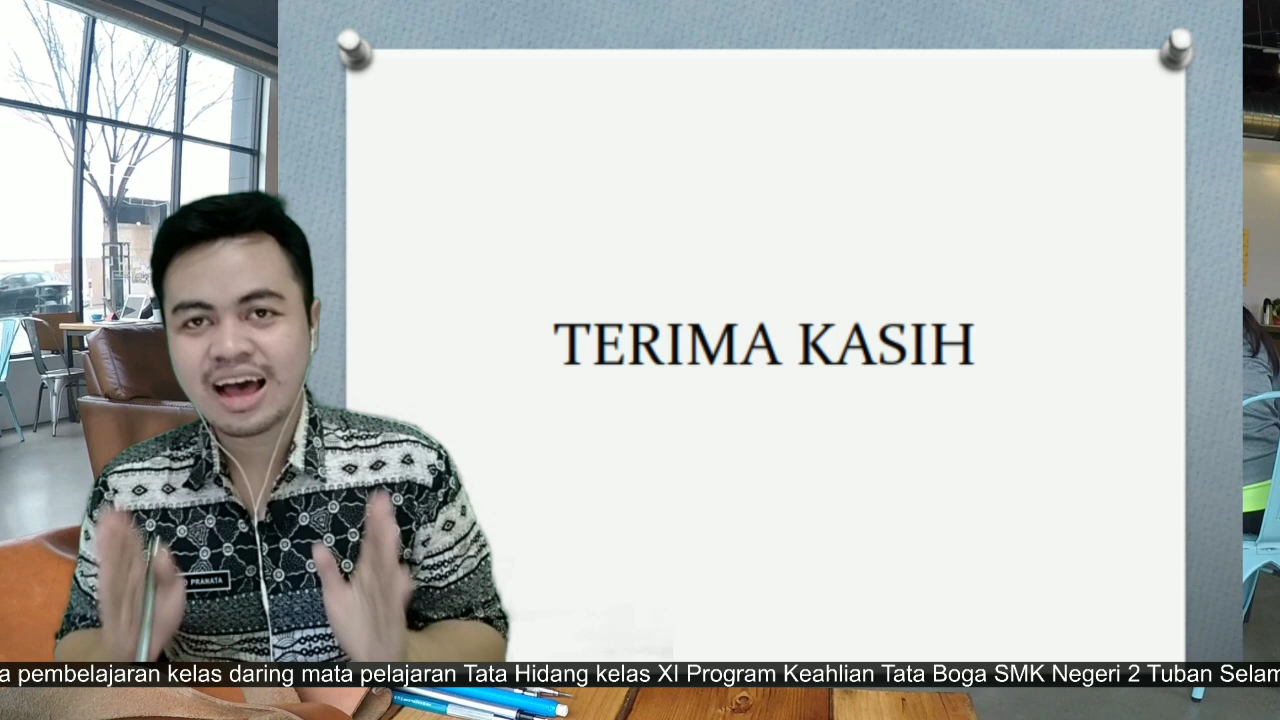 TERIMA KASIH
PRANATA
pembelajaran kelas daring mata pelajaran Tata Hidang kelas XI Program Keahlian Tata Boga SMK Negeri 2 Tuban